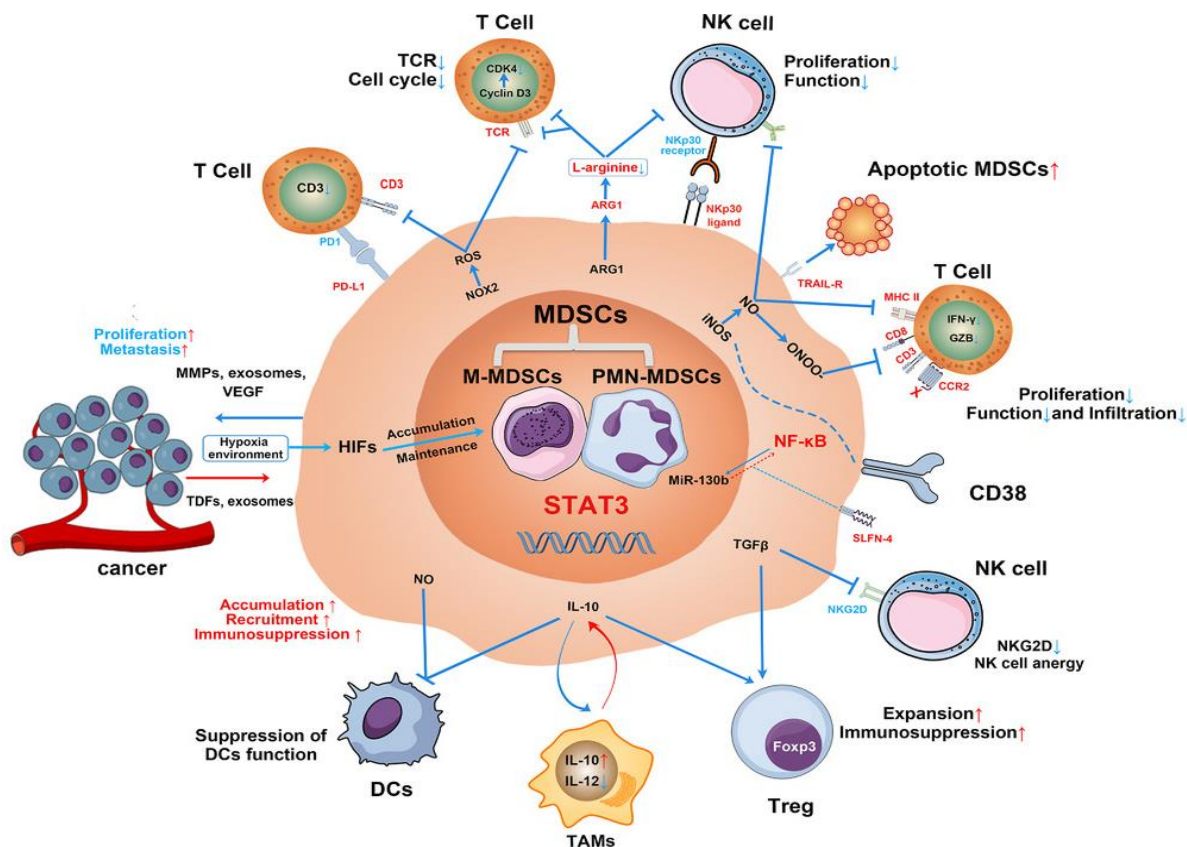 T Cell
NK cell
TCR↓
Cell cycle↓
CDK4↓
Cyclin D3
TCR
Proliferation↓
Function↓
NKp30
receptor
L-arginine↓
ARG1
NKp30
ligand
ARG1
T Cell
CD3↓
CD3
PD1
PD-L1
ROS
NOX2
Apoptotic MDSCs↑
TRAIL-R
T Cell
MHC II
IFN-γ↓
GZB↓
CD8
CD3
CCR2
X
NO
iNOS
ONOO-
Proliferation↓
Function↓and Infiltration↓
MDSCs
M-MDSCs
PMN-MDSCs
Proliferation↑
Metastasis↑
MMPs, exosomes,
VEGF
Hypoxia
environment
HIFs
Accumulation
Maintenance
TDFs, exosomes
cancer
NF-κB
MiR-130b
STAT3
CD38
SLFN-4
TGFβ
NK cell
NKG2D
NKG2D↓
NK cell anergy
NO
Accumulation ↑
Recruitment ↑
Immunosuppression ↑
IL-10
Suppression of
DCs function
DCs
IL-10↑
IL-12↓
TAMs
Foxp3
Treg
Expansion↑
Immunosuppression↑